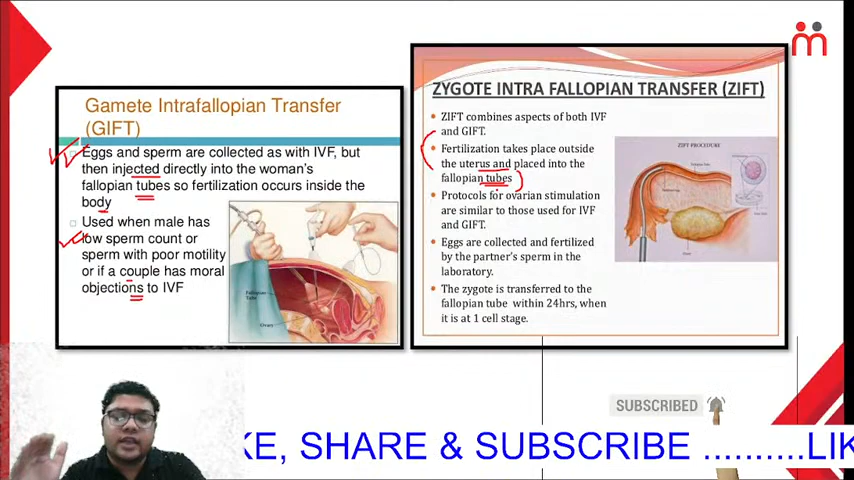 Gamete Intrafallopian Transfer
(GIFT)
Eggs and sperm are collected as with IVF, but
then injected directly into the woman's
fallopian tubes so fertilization occurs inside the
body
Used when male has
low sperm count or
sperm with poor motility
or if a couple has moral
objections to IVF
Fallopian
Tube
Ovary
ZYGOTE INTRA FALLOPIAN TRANSFER (ZIFT)
ZIFT combines aspects of both IVF
and GIFT.
Fertilization takes place outside
the uterus and placed into the
fallopian tubes
Protocols for ovarian stimulation
are similar to those used for IVF
and GIFT.
Eggs are collected and fertilized
by the partner's sperm in the
laboratory.
The zygote is transferred to the
fallopian tube within 24hrs, when
it is at 1 cell stage.
ZIFT PROCEDURE
SUBSCRIBED
KE, SHARE & SUBSCRIBE ..........LIK